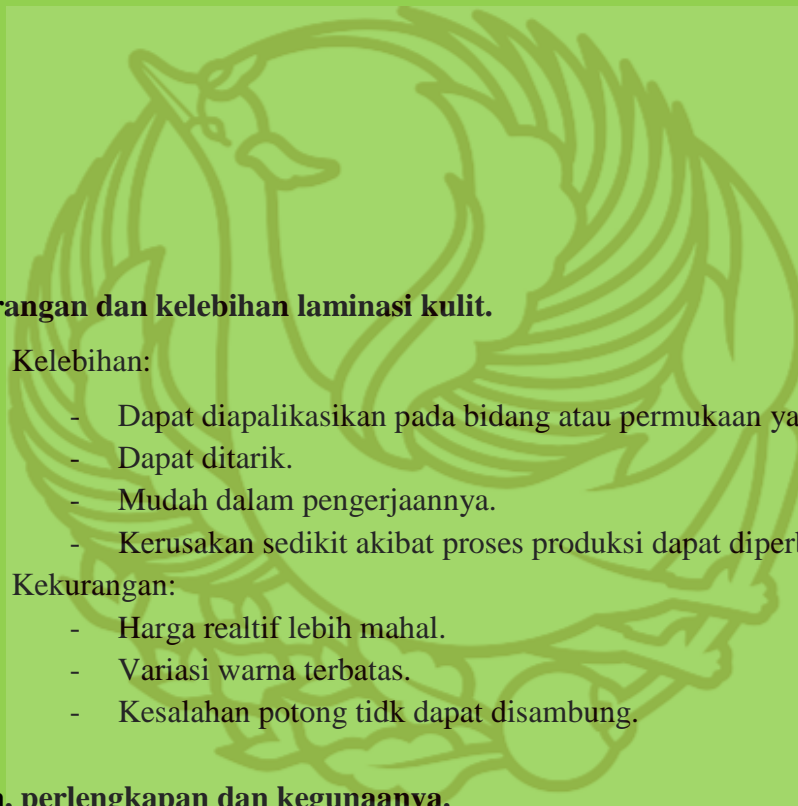 rangan dan kelebihan laminasi kulit.
Kelebihan:
- Dapat diapalikasikan pada bidang atau permukaan ya
- Dapat ditarik.
- Mudah dalam pengerjaannya.
- Kerusakan sedikit akibat proses produksi dapat diperb
Kekurangan:
- Harga realtif lebih mahal.
- Variasi warna terbatas.
- Kesalahan potong tidk dapat disambung.
perlengkapan dan kegunaanya.